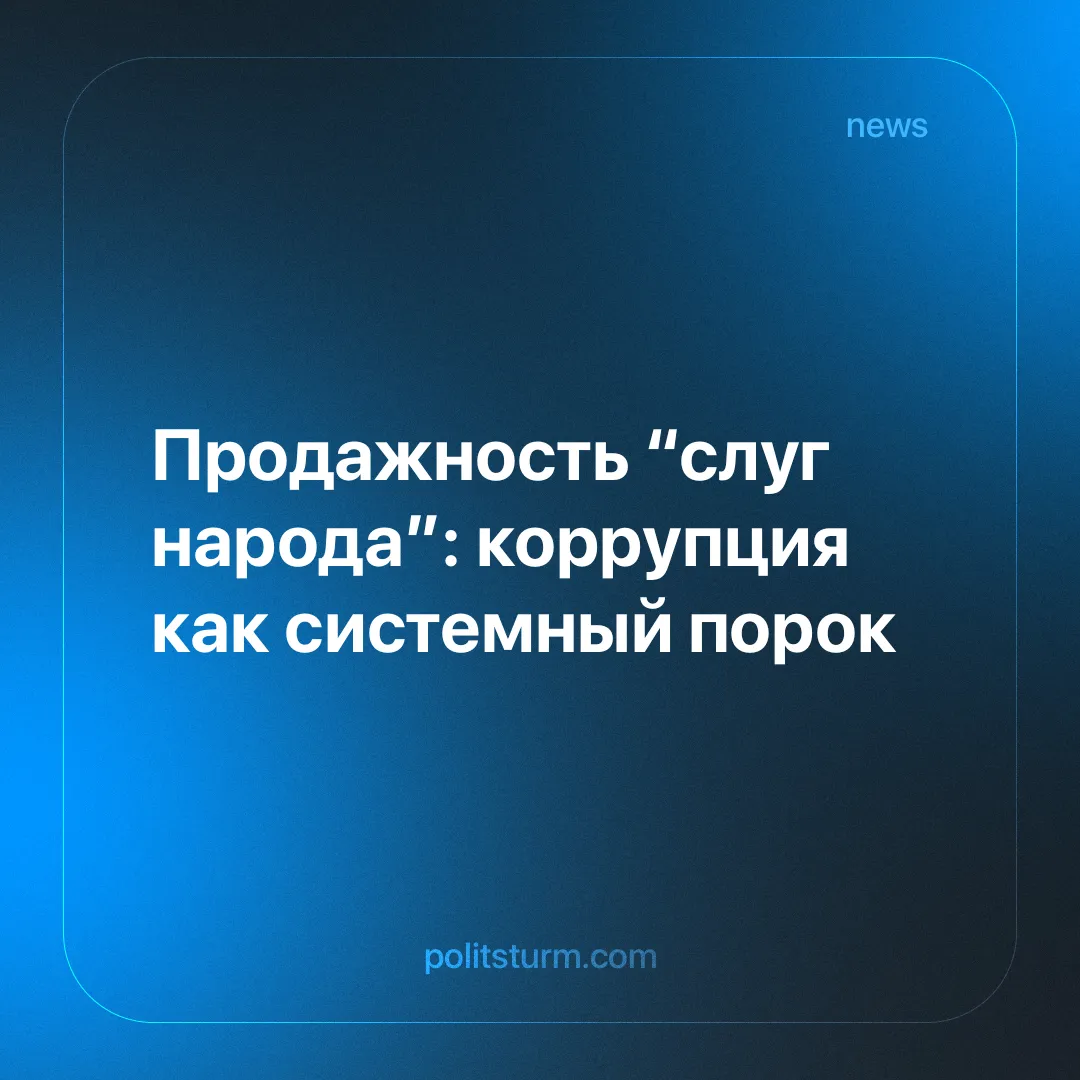 news
Продажность “слуг
народа”: коррупция
как системный порок
politsturm.com